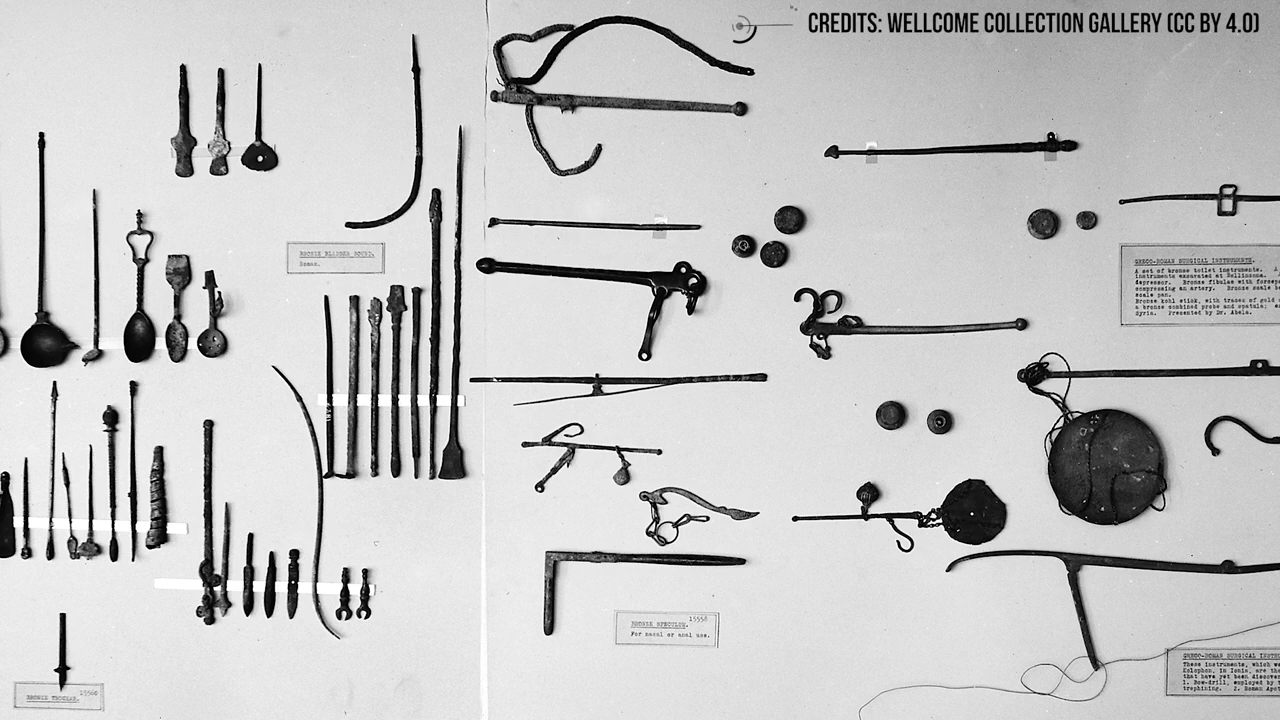 CREDITS: WELLCOME COLLECTION GALLERY (CC BY 4.0)
BRONZE BLADDER SOUND.
Roman.
GRECO-ROMAN SURGICAL INSTRUMENTS.
A set of bronze toilet instruments. A
instruments excavated at Bellinzona.
depressor. Bronze fibulae with forceps
compressing an artery. Bronze scale be
scale pan.
Bronze kohl stick, with traces of gold
a bronze combined probe and spatula;
Syria. Presented by Dr. Abela.
15558
BRONZE SPECULUM.
For nasal or anal use.
15560
BRONZE TROCHAR.
GRECO-ROMAN SURGICAL INSTRU
These instruments, which we
Kolophon, in Ionia, are the
that have yet been discover
1. Bow-drill, employed by t
trephining. 2. Roman